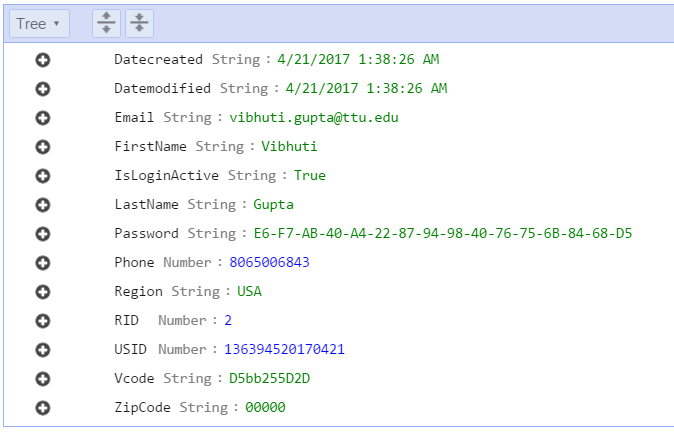 Tree
Datecreated String : 4/21/2017 1:38:26 AM
Datemodified String : 4/21/2017 1:38:26 AM
Email String : vibhuti.gupta@ttu.edu
FirstName String : Vibhuti
IsLoginActive String : True
LastName String : Gupta
Password String : E6-F7-AB-40-A4-22-87-94-98-40-76-75-6B-84-68-D5
Phone Number : 8065006843
Region String : USA
RID Number : 2
USID Number : 136394520170421
Vcode String : D5bb255D2D
ZipCode String : 00000